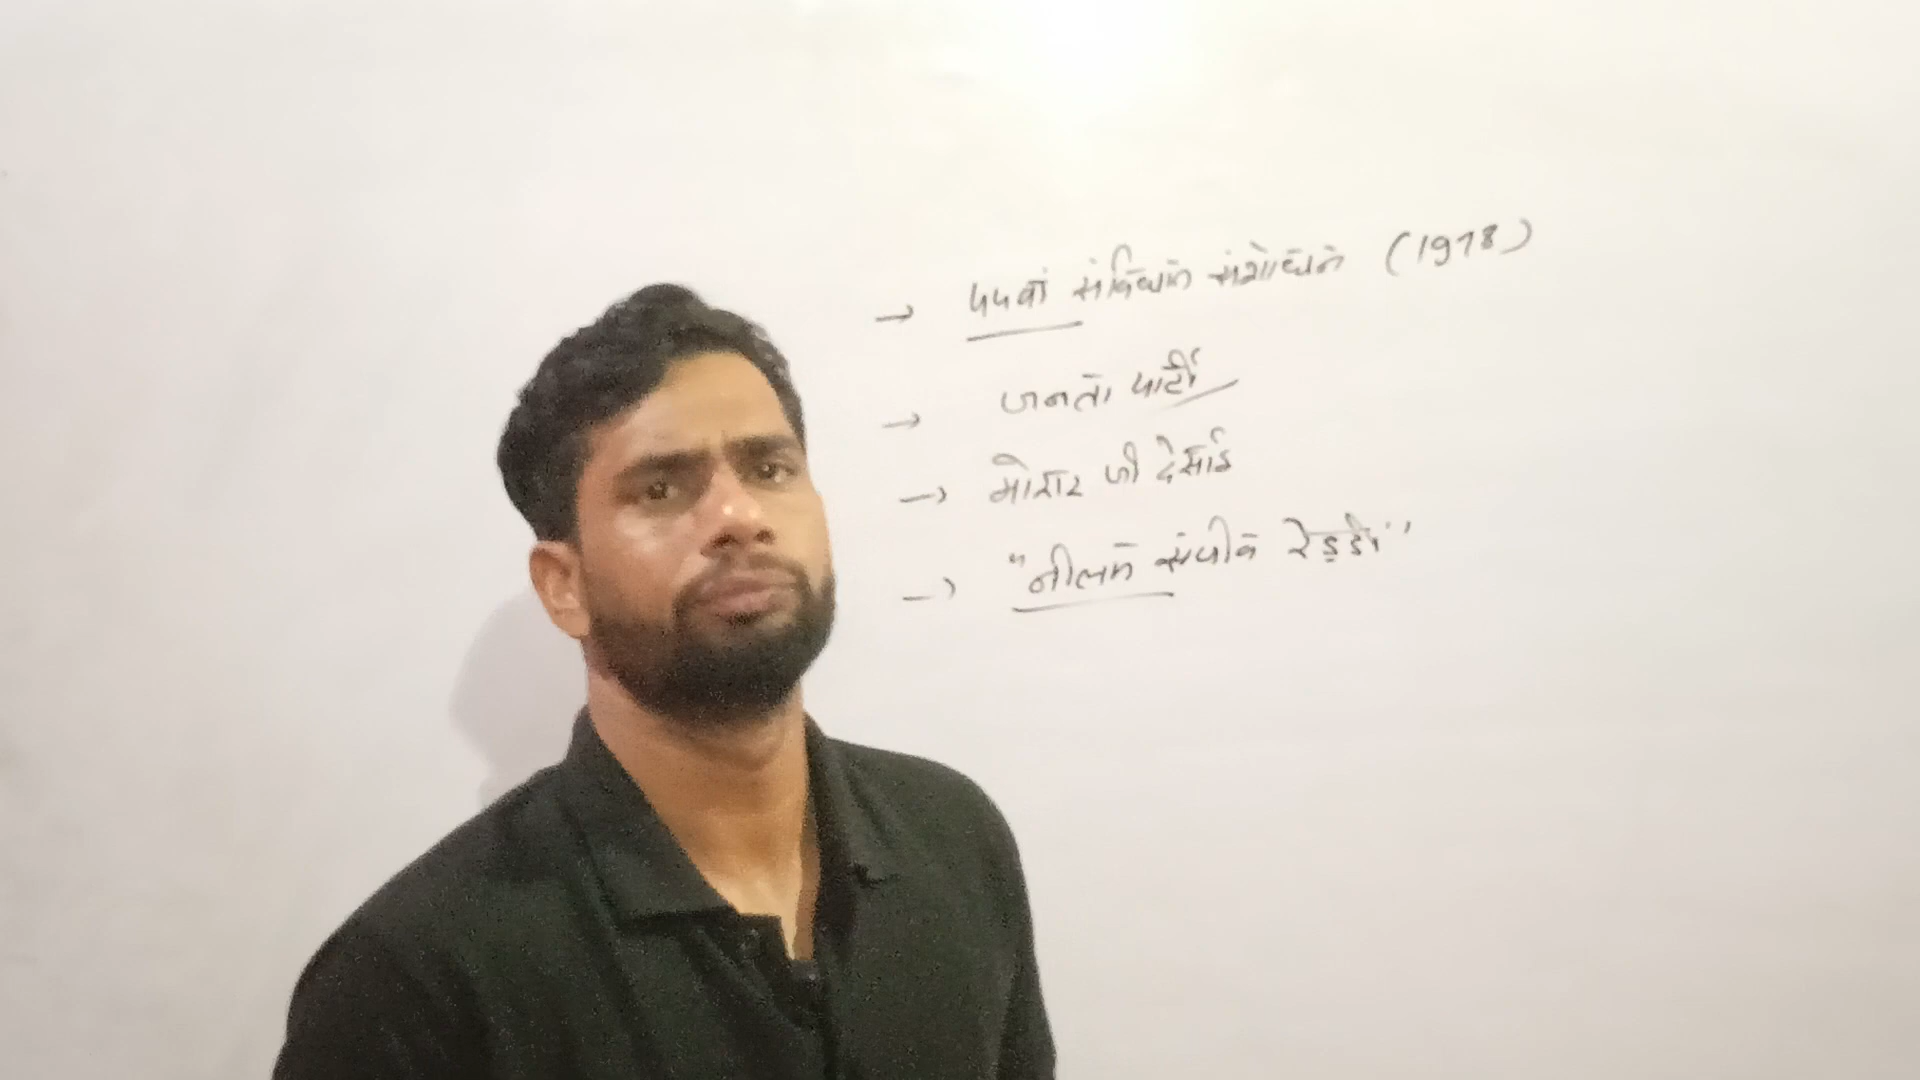 → 44वां संविधान संशोधन (1978)
→ जनता पार्टी
→ मोरार जी देसाई
→ "नीलम संजीव रेड्डी"